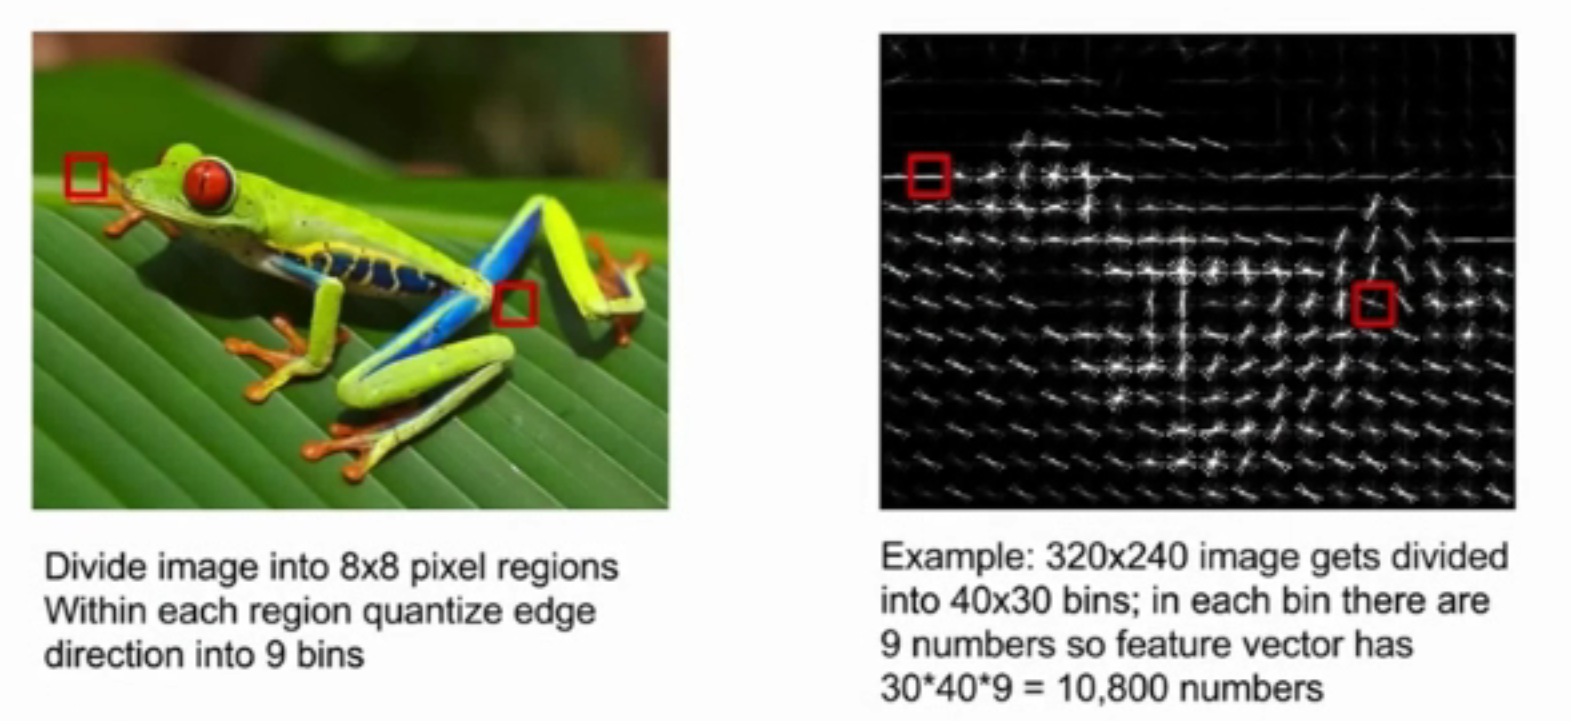 Divide image into 8x8 pixel regions
Within each region quantize edge
direction into 9 bins
Example: 320x240 image gets divided
into 40x30 bins; in each bin there are
9 numbers so feature vector has
30*40*9 = 10,800 numbers